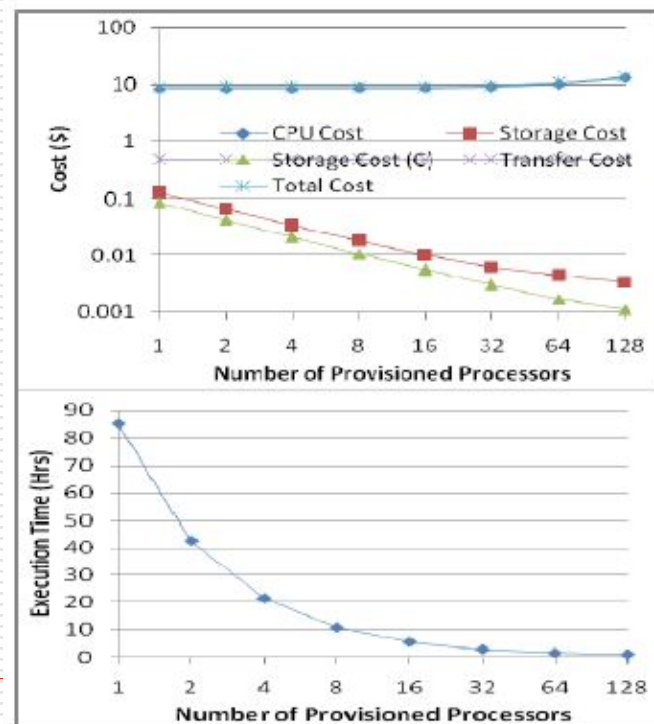 100
10
1
0.1
0.01
0.001
Cost ($)
CPU Cost
Storage Cost
Storage Cost (C)
Transfer Cost
Total Cost
1 2 4 8 16 32 64 128
Number of Provisioned Processors
90
80
70
60
50
40
30
20
10
0
Execution Time (Hrs)
1 2 4 8 16 32 64 128
Number of Provisioned Processors